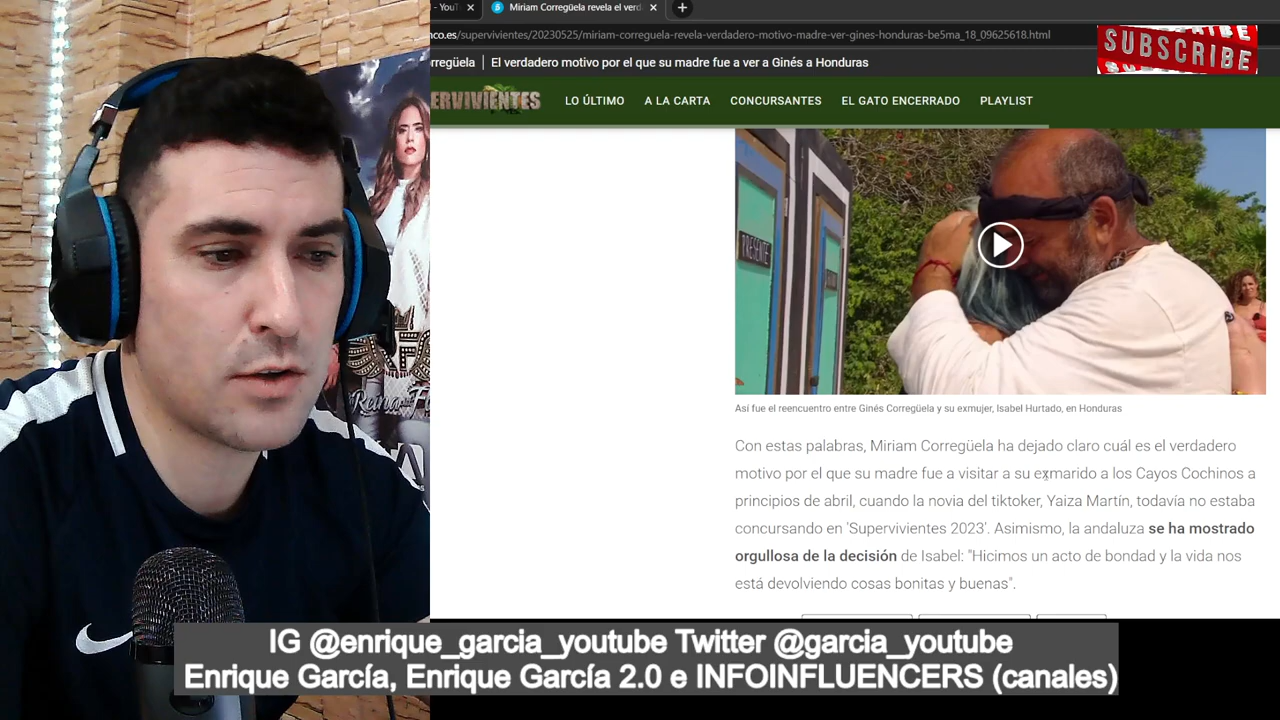 - YouT
Miriam Corregüela revela el verd
nco.es/supervivientes/20230525/miriam-correguela-revela-verdadero-motivo-madre-ver-gines-honduras-be5ma_18_09625618.html
SUBSCRIBE
rregüela | El verdadero motivo por el que su madre fue a ver a Ginés a Honduras
ERVIVIENTES LO ÚLTIMO A LA CARTA CONCURSANTES EL GATO ENCERRADO PLAYLIST
PRESENTE
Así fue el reencuentro entre Ginés Corregüela y su exmujer, Isabel Hurtado, en Honduras
Con estas palabras, Miriam Corregüela ha dejado claro cuál es el verdadero
motivo por el que su madre fue a visitar a su exmarido a los Cayos Cochinos a
principios de abril, cuando la novia del tiktoker, Yaiza Martín, todavía no estaba
concursando en 'Supervivientes 2023'. Asimismo, la andaluza se ha mostrado
orgullosa de la decisión de Isabel: "Hicimos un acto de bondad y la vida nos
está devolviendo cosas bonitas y buenas".
IG @enrique_garcia_youtube Twitter @garcia_youtube
Enrique García, Enrique García 2.0 e INFOINFLUENCERS (canales)